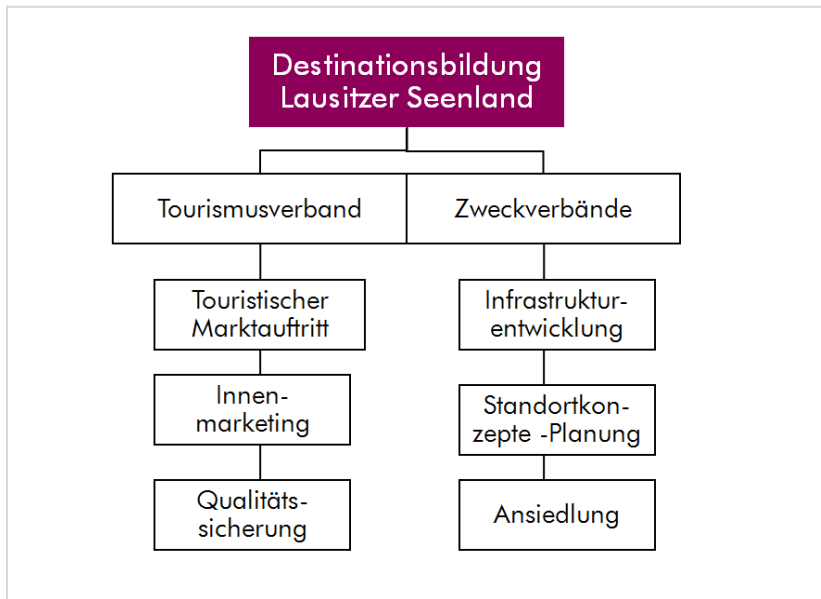 Destinationsbildung
Lausitzer Seenland
Tourismusverband
Zweckverbände
Touristischer
Marktauftritt
Infrastruktur-
entwicklung
Innen-
marketing
Standortkon-
zepte -Planung
Qualitäts-
sicherung
Ansiedlung